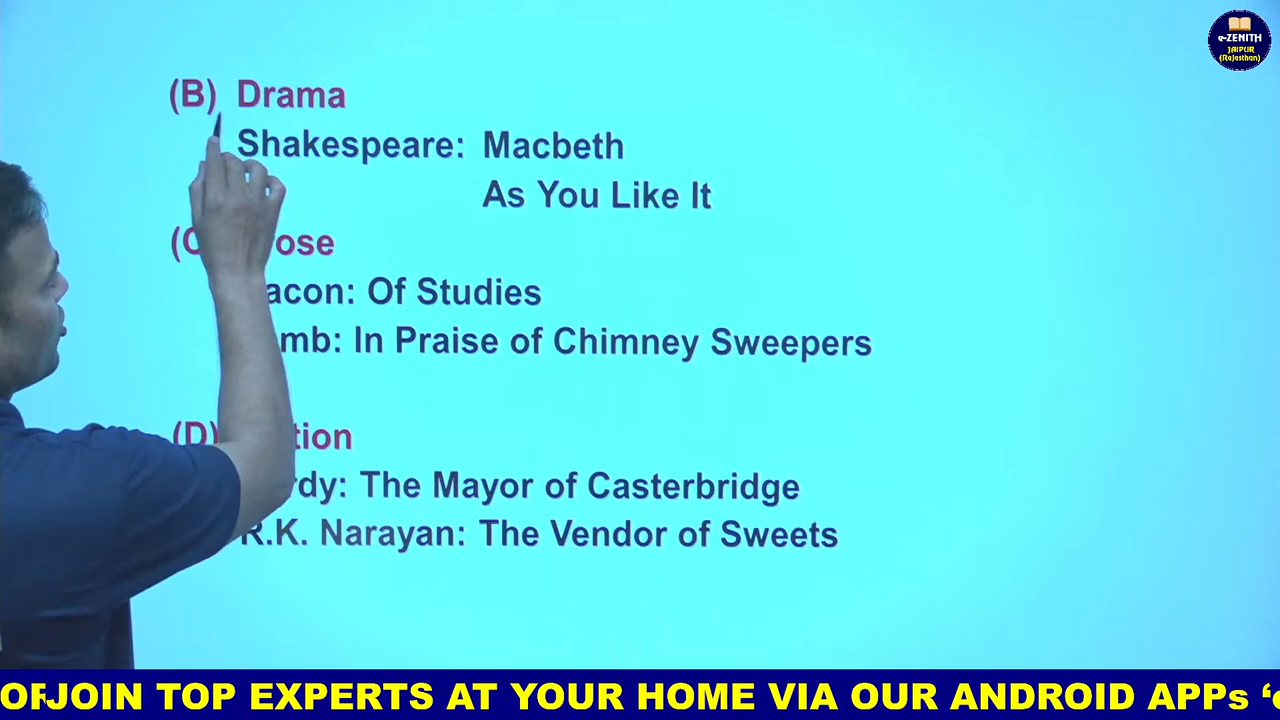 (B) Drama
Shakespeare: Macbeth
As You Like It
(C ose
acon: Of Studies
mb: In Praise of Chimney Sweepers
(D) tion
rdy: The Mayor of Casterbridge
R.K. Narayan: The Vendor of Sweets
e-ZENITH
JAIPUR
(Rajasthan)
OF JOIN TOP EXPERTS AT YOUR HOME VIA OUR ANDROID APPs ‘e